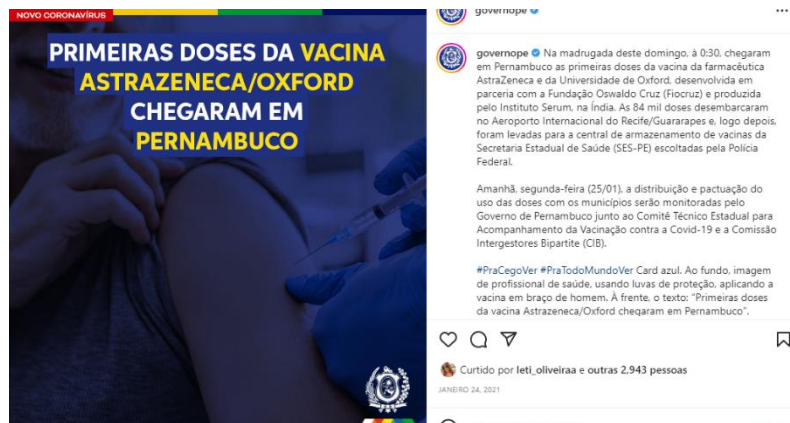 NOVO CORONAVÍRUS
PRIMEIRAS DOSES DA VACINA
ASTRAZENECA/OXFORD
CHEGARAM EM
PERNAMBUCO
governope
governope Na madrugada deste domingo, à 0:30, chegaram
em Pernambuco as primeiras doses da vacina da farmacêutica
AstraZeneca e da Universidade de Oxford, desenvolvida em
parceria com a Fundação Oswaldo Cruz (Fiocruz) e produzida
pelo Instituto Serum, na Índia. As 84 mil doses desembarcaram
no Aeroporto Internacional do Recife/Guararapes e, logo depois,
foram levadas para a central de armazenamento de vacinas da
Secretaria Estadual de Saúde (SES-PE) escoltadas pela Polícia
Federal.
Amanhã, segunda-feira (25/01), a distribuição e pactuação do
uso das doses com os municípios serão monitoradas pelo
Governo de Pernambuco junto ao Comitê Técnico Estadual para
Acompanhamento da Vacinação contra a Covid-19 e a Comissão
Intergestores Bipartite (CIB).
#PraCegoVer #PraTodoMundoVer Card azul. Ao fundo, imagem
de profissional de saúde, usando luvas de proteção, aplicando a
vacina em braço de homem. À frente, o texto: "Primeiras doses
da vacina Astrazeneca/Oxford chegaram em Pernambuco".
Curtido por leti_oliveiraa e outras 2,943 pessoas
JANEIRO 24, 2021